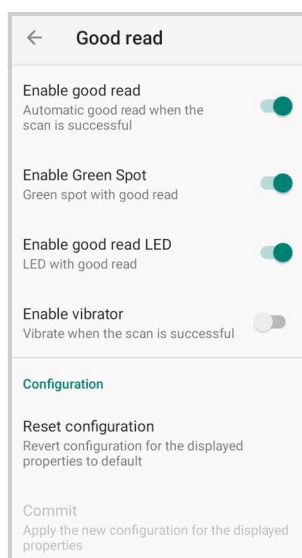 Good read
Enable good read
Automatic good read when the
scan is successful
Enable Green Spot
Green spot with good read
Enable good read LED
LED with good read
Enable vibrator
Vibrate when the scan is successful
Configuration
Reset configuration
Revert configuration for the displayed
properties to default
Commit
Apply the new configuration for the displayed
properties